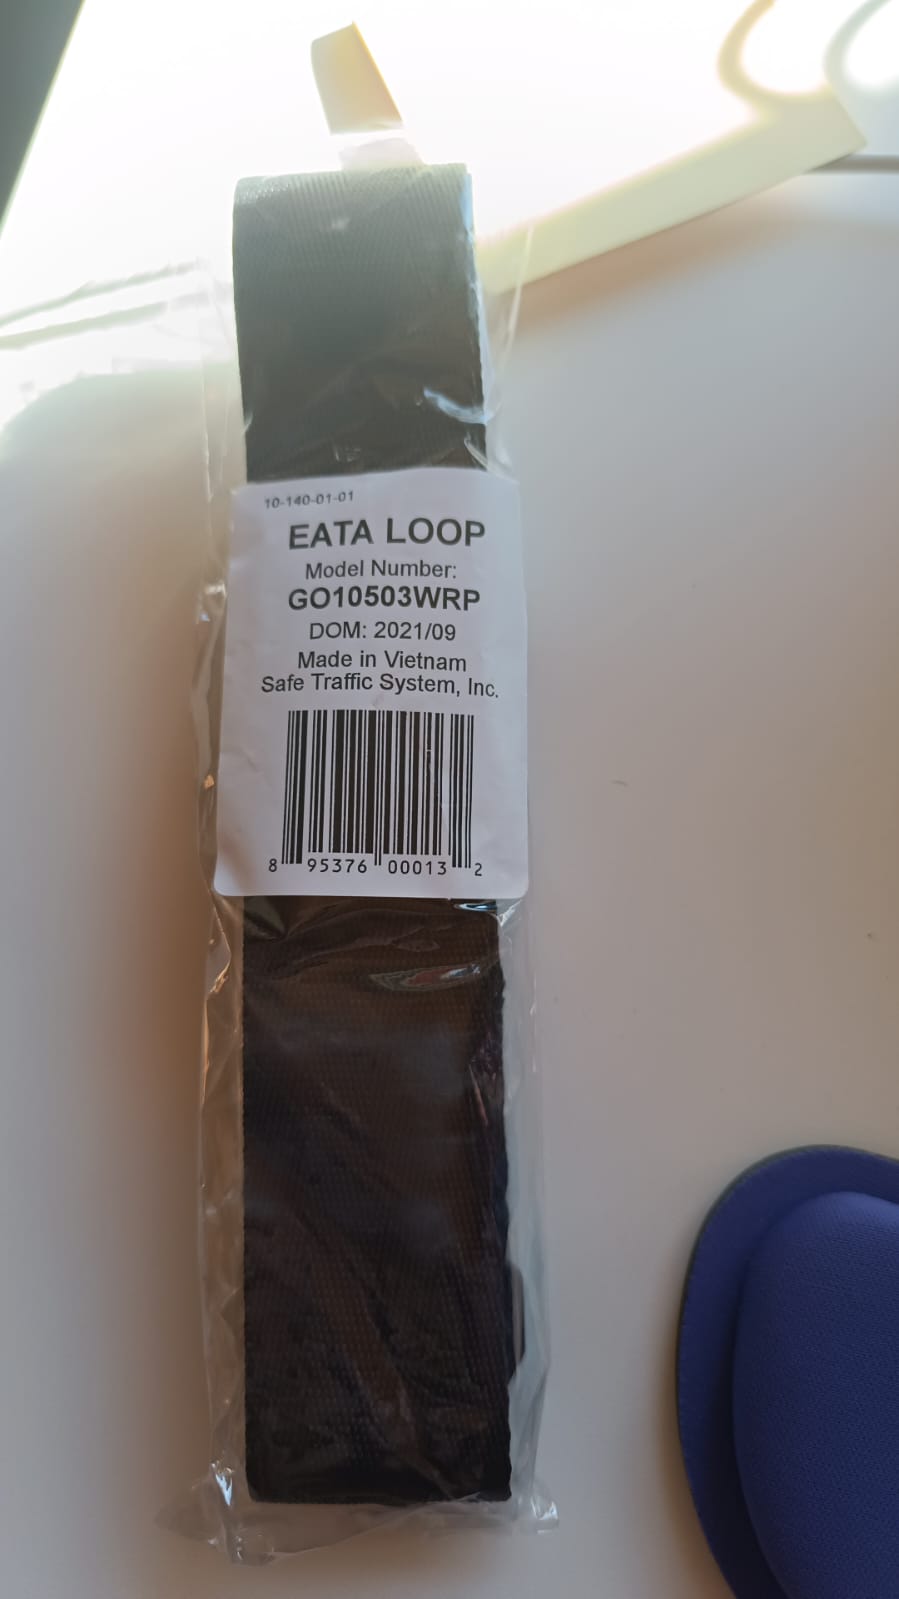 10-140-01-01
EATA LOOP
Model Number:
GO10503WRP
DOM: 2021/09
Made in Vietnam
Safe Traffic System, Inc.
8 95376 00013 2